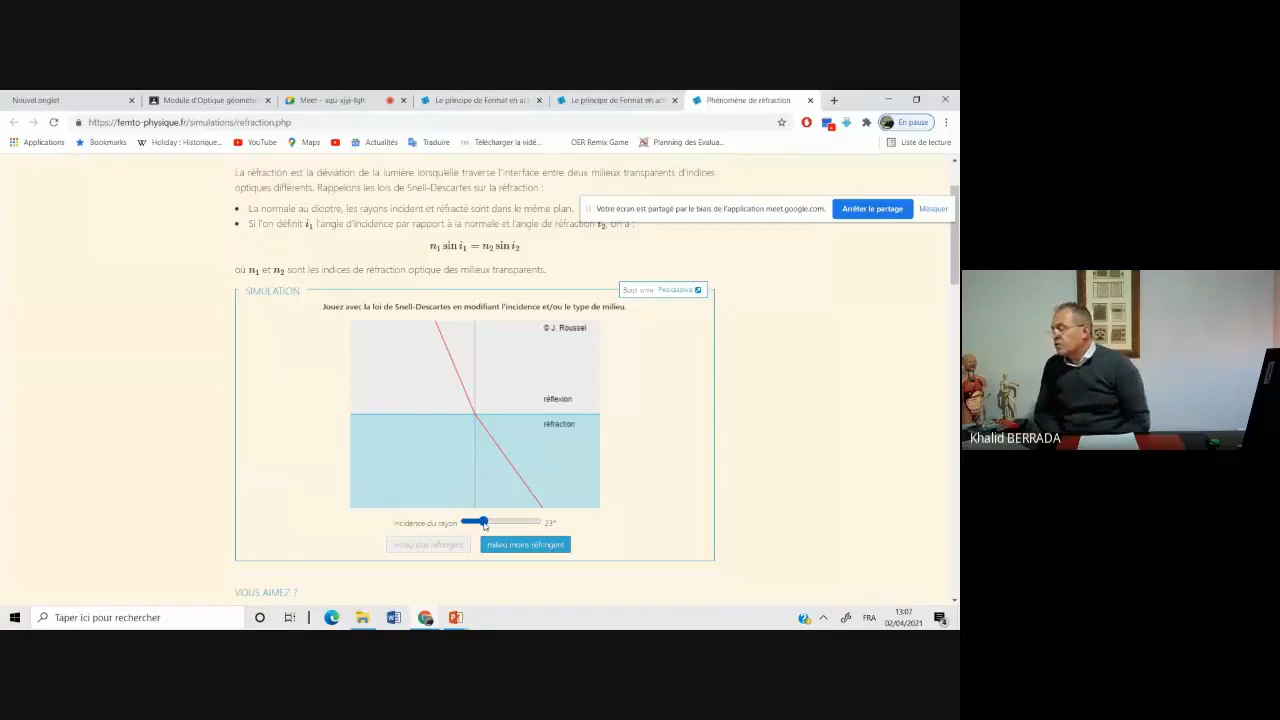 Nouvel onglet
Module d'Optique géométri
Meet – xqu-xjyi-fgh
Le principe de Fermat en act
Le principe de Fermat en act
Phénomène de réfraction
https://femto-physique.fr/simulations/refraction.php
En pause
Applications
Bookmarks
Holiday : Historique...
YouTube
Maps
Actualités
Traduire
Télécharger la vidé...
OER-Remix Game
Planning des Evalua...
Liste de lecture
La réfraction est la déviation de la lumière lorsqu'elle traverse l'interface entre deux milieux transparents d'indices
optiques différents. Rappelons les lois de Snell-Descartes sur la réfraction :
• La normale au dioptre, les rayons incident et réfracté sont dans le même plan.
Votre écran est partagé par le biais de l'application meet.google.com.
Arrêter le partage
Masquer
• Si l'on définit i₁ l'angle d'incidence par rapport à la normale et l'angle de réfraction i₂, on a :
n₁ sin i₁ = n₂ sin i₂
où n₁ et n₂ sont les indices de réfraction optique des milieux transparents.
SIMULATION
Built with Processing
Jouez avec la loi de Snell-Descartes en modifiant l'incidence et/ou le type de milieu.
© J. Roussel
réflexion
réfraction
Incidence du rayon
23°
milieu plus réfringent
milieu moins réfringent
VOUS AIMEZ ?
Khalid BERRADA
Taper ici pour rechercher
FRA
13:07
02/04/2021
4